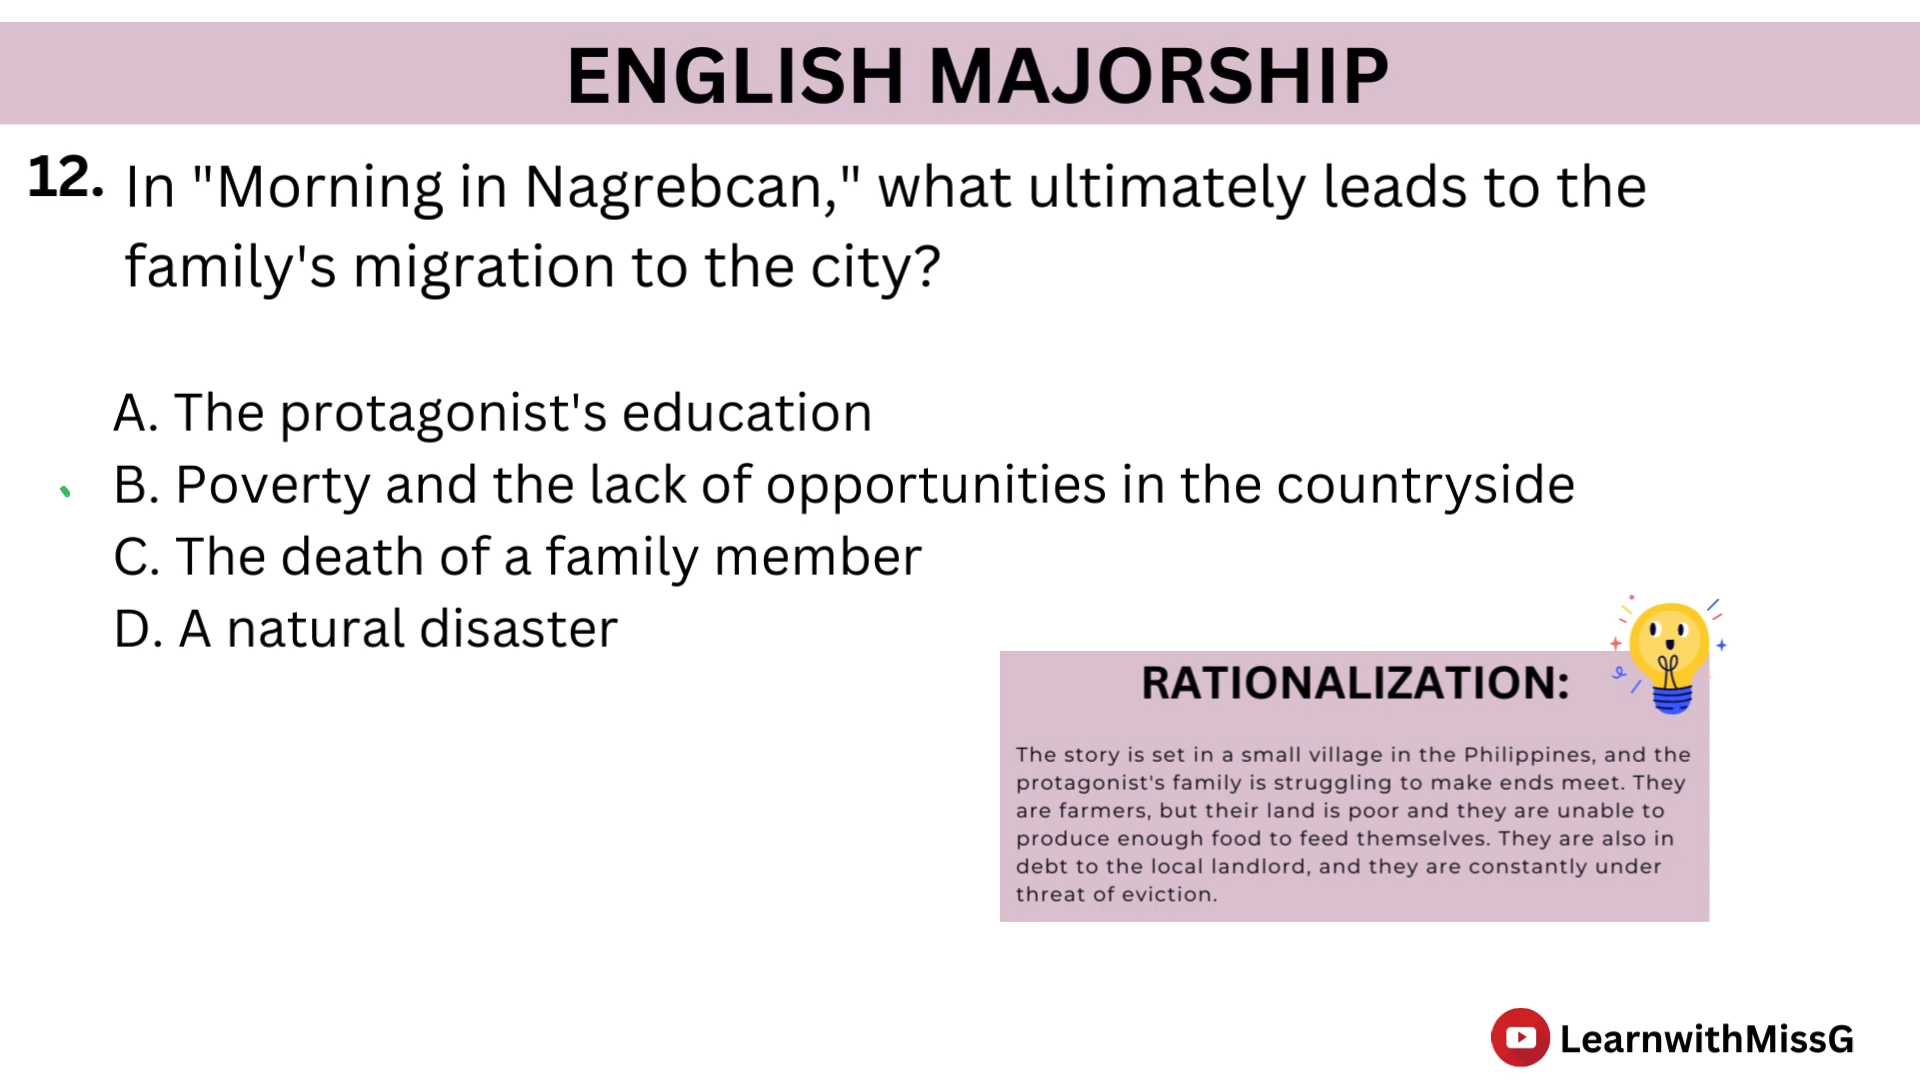 ENGLISH MAJORSHIP
12. In "Morning in Nagrebcan," what ultimately leads to the
family's migration to the city?
A. The protagonist's education
B. Poverty and the lack of opportunities in the countryside
C. The death of a family member
D. A natural disaster
RATIONALIZATION:
The story is set in a small village in the Philippines, and the
protagonist's family is struggling to make ends meet. They
are farmers, but their land is poor and they are unable to
produce enough food to feed themselves. They are also in
debt to the local landlord, and they are constantly under
threat of eviction.
LearnwithMissG